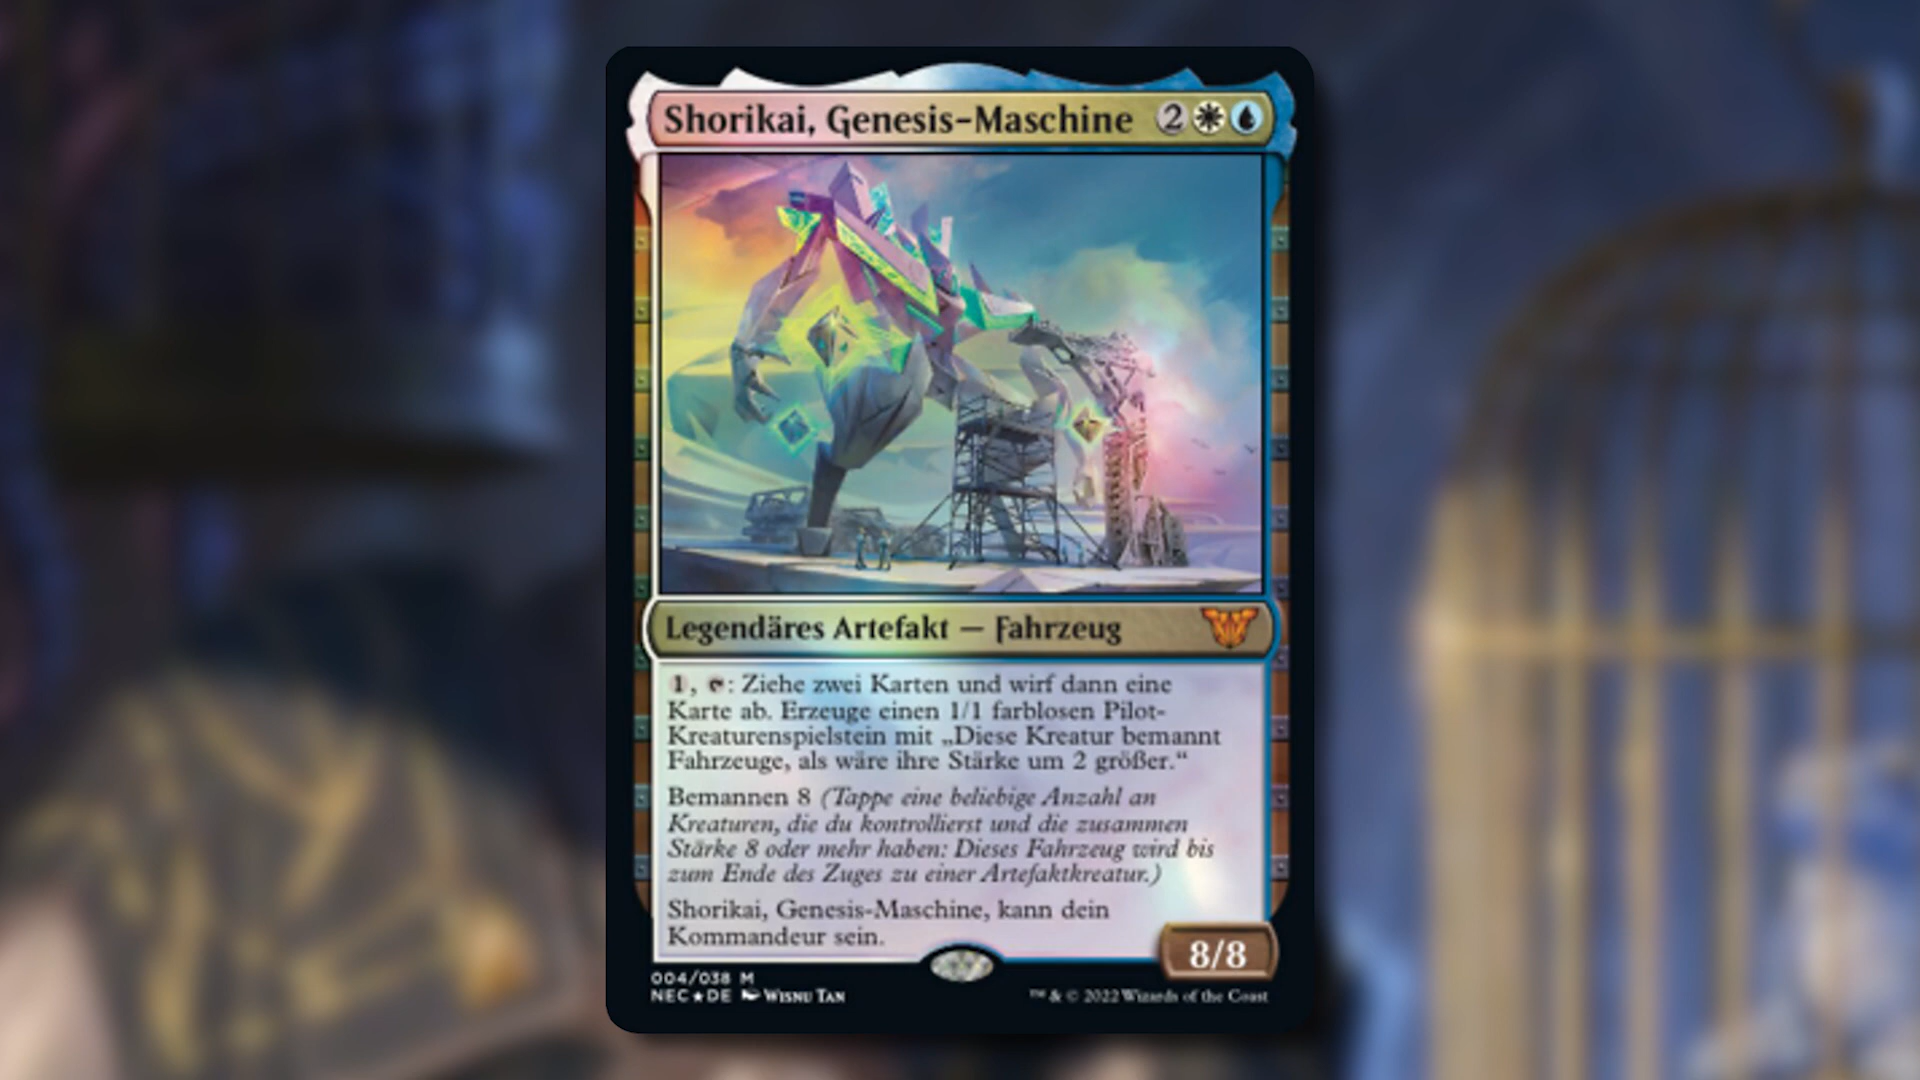 Shorikai, Genesis-Maschine 2
Legendäres Artefakt — Fahrzeug
1, : Ziehe zwei Karten und wirf dann eine
Karte ab. Erzeuge einen 1/1 farblosen Pilot-
Kreaturenspielstein mit „Diese Kreatur bemannt
Fahrzeuge, als wäre ihre Stärke um 2 größer.“
Bemannen 8 (Tappe eine beliebige Anzahl an
Kreaturen, die du kontrollierst und die zusammen
Stärke 8 oder mehr haben: Dieses Fahrzeug wird bis
zum Ende des Zuges zu einer Artefaktkreatur.)
Shorikai, Genesis-Maschine, kann dein
Kommandeur sein.
8/8
004/038 M
NEC★DE Wisnu Tan
™ & © 2022 Wizards of the Coast